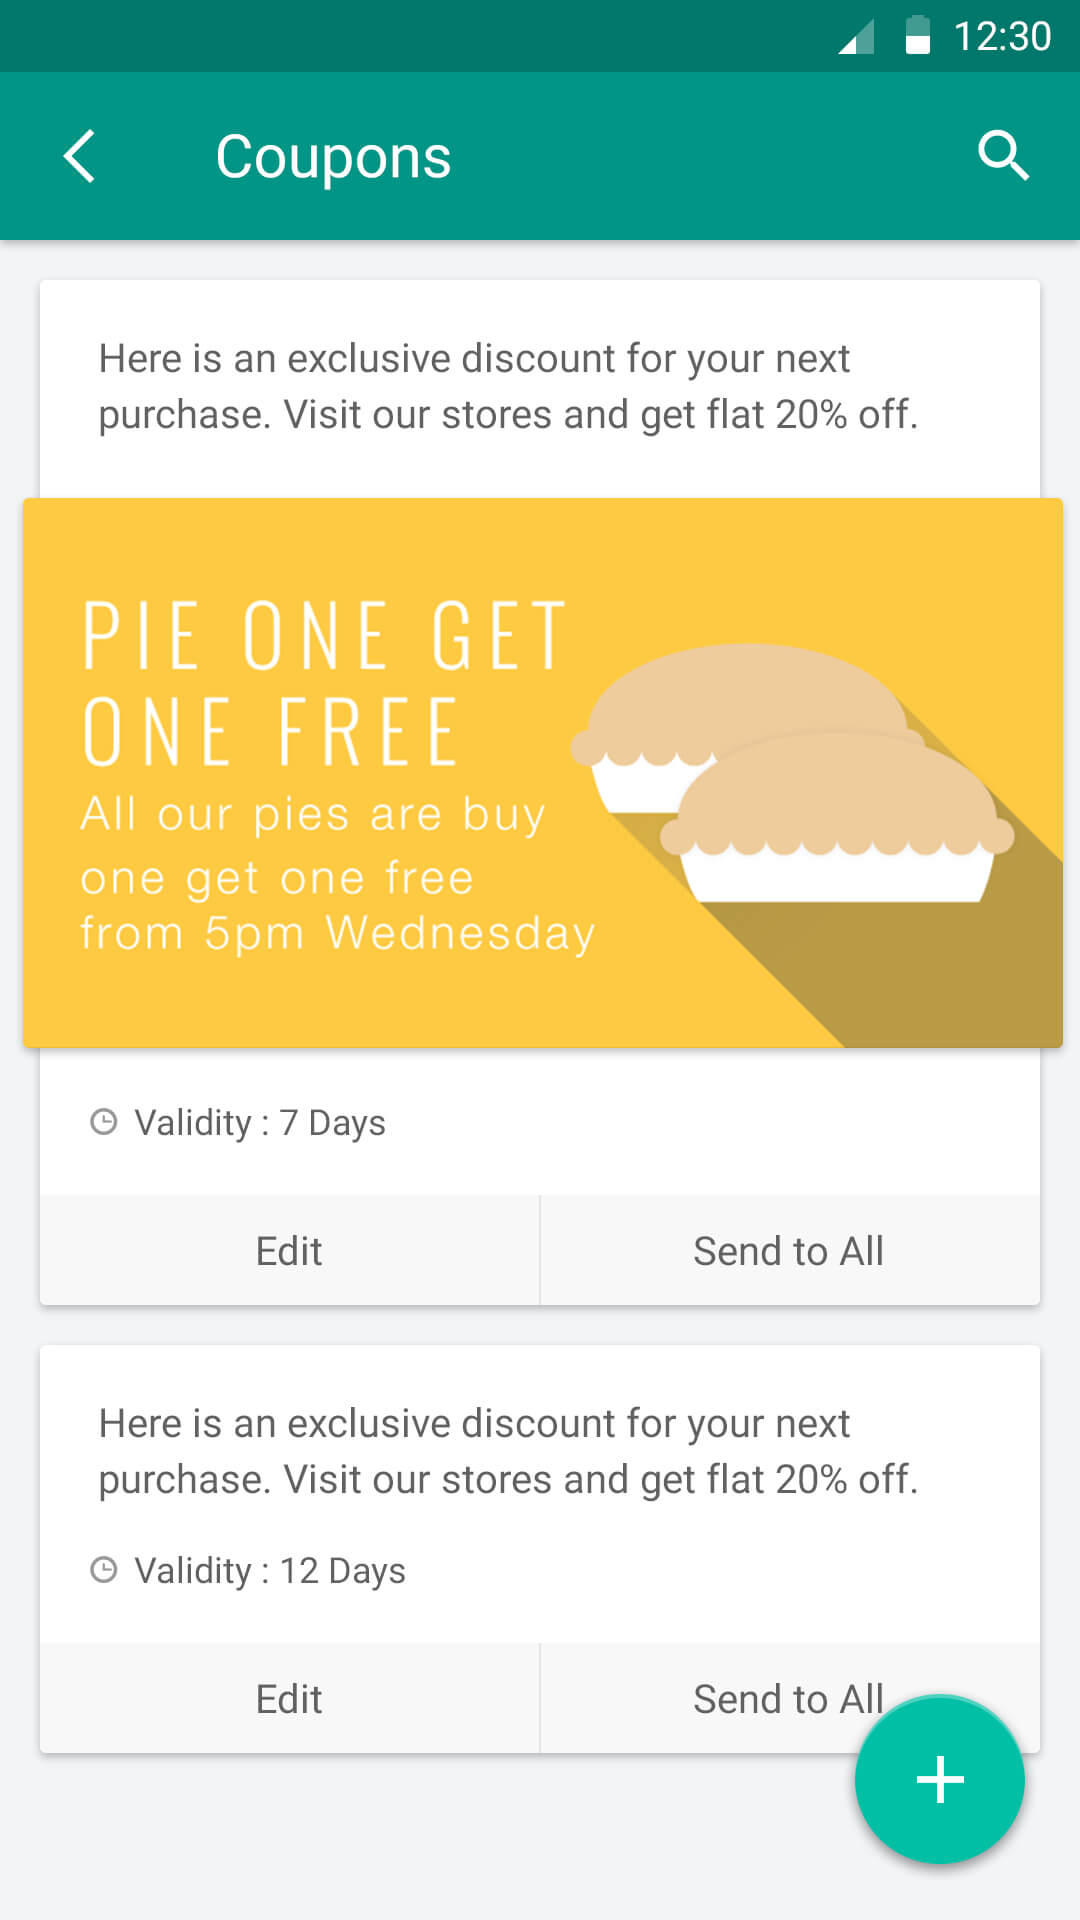 12:30
Coupons
Here is an exclusive discount for your next
purchase. Visit our stores and get flat 20% off.
PIE ONE GET
ONE FREE
All our pies are buy
one get one free
from 5pm Wednesday
Validity : 7 Days
Edit
Send to All
Here is an exclusive discount for your next
purchase. Visit our stores and get flat 20% off.
Validity : 12 Days
Edit
Send to All